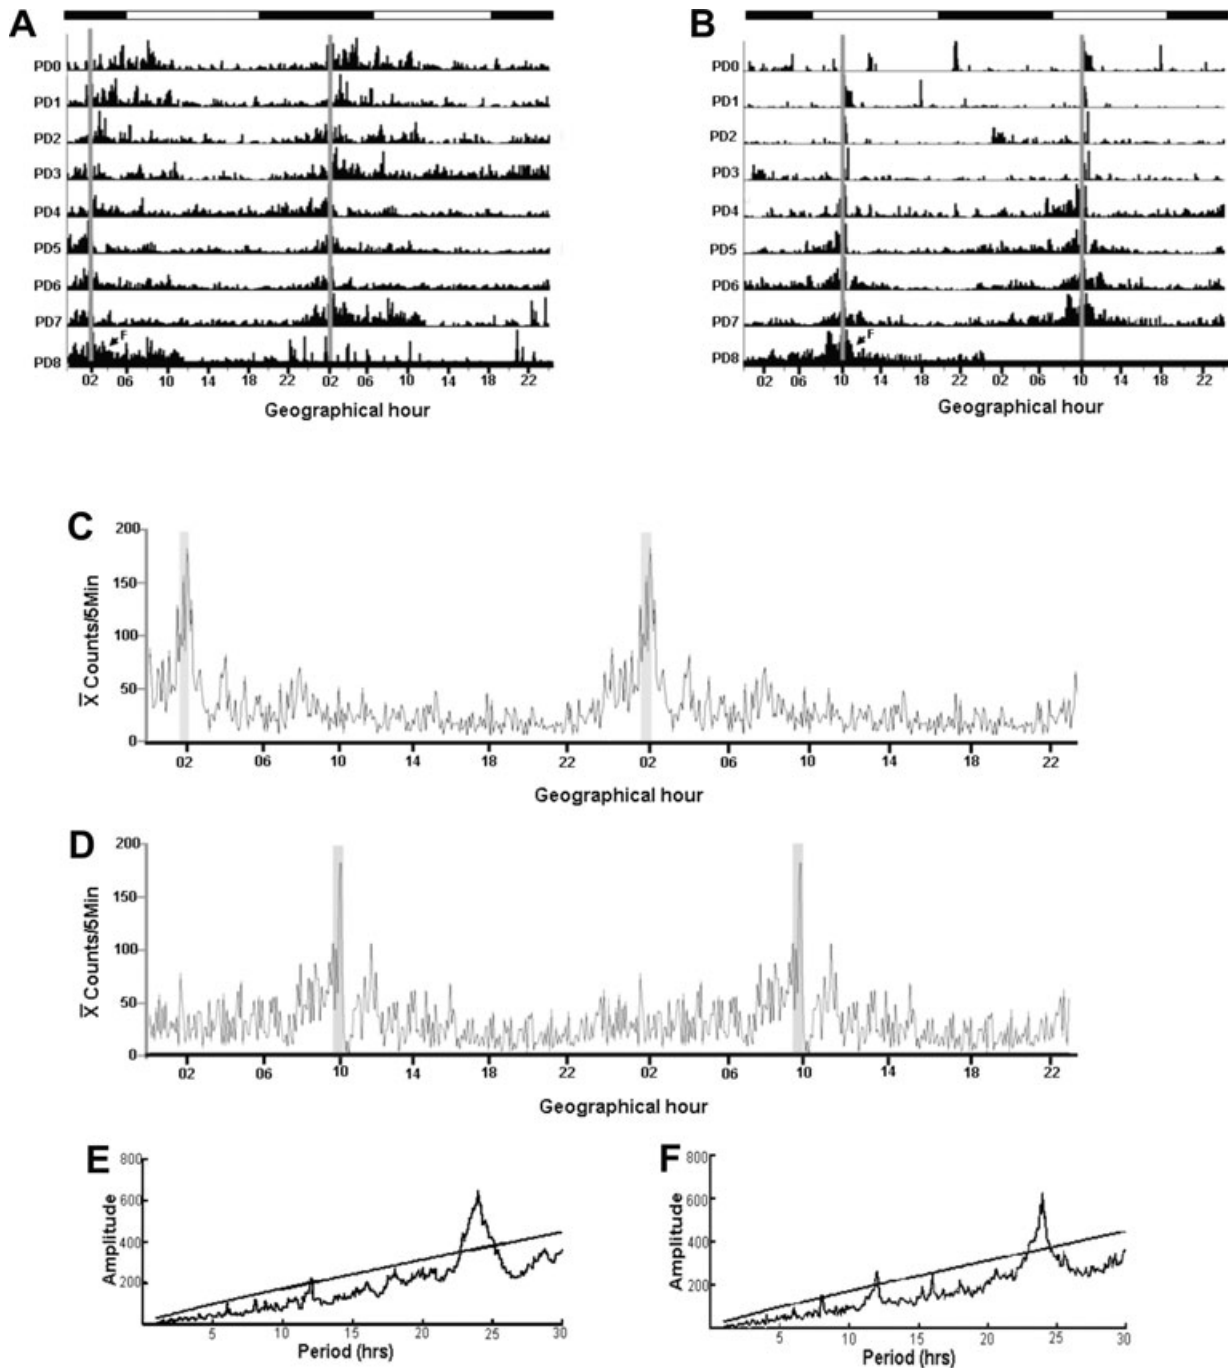 A
PD0
PD1
PD2
PD3
PD4
PD5
PD6
PD7
PD8
F
02 06 10 14 18 22 02 06 10 14 18 22
Geographical hour
B
PD0
PD1
PD2
PD3
PD4
PD5
PD6
PD7
PD8
F
02 06 10 14 18 22 02 06 10 14 18 22
Geographical hour
C
X̅ Counts/5Min
200
150
100
50
0
02 06 10 14 18 22 02 06 10 14 18 22
Geographical hour
D
X̅ Counts/5Min
200
150
100
50
0
02 06 10 14 18 22 02 06 10 14 18 22
Geographical hour
E
Amplitude
800
600
400
200
5 10 15 20 25 30
Period (hrs)
F
Amplitude
800
600
400
200
5 10 15 20 25 30
Period (hrs)